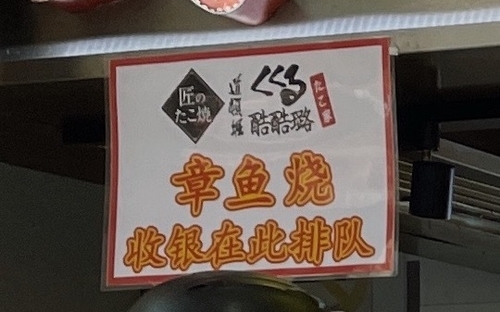 匠の
たこ焼
道頓堀
くくる
酷酷璐
たこ家
章鱼烧
收银在此排队